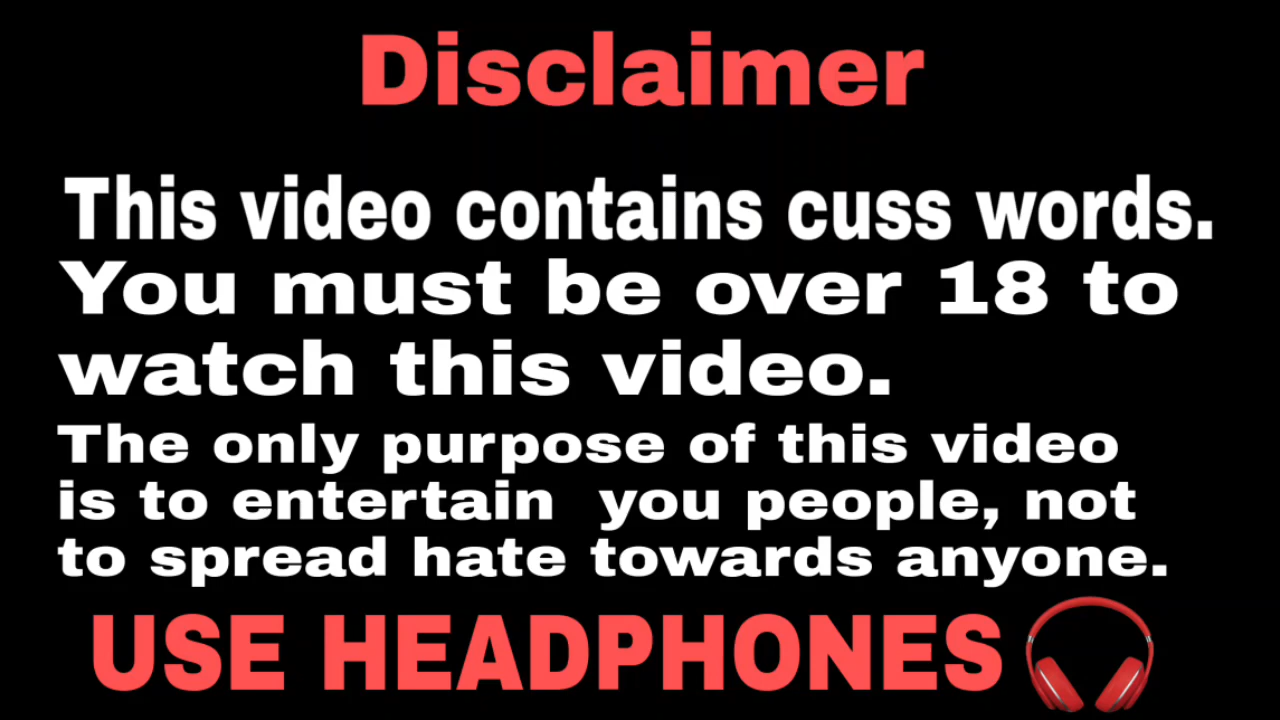 Disclaimer
This video contains cuss words.
You must be over 18 to
watch this video.
The only purpose of this video
is to entertain  you people, not
to spread hate towards anyone.
USE HEADPHONES